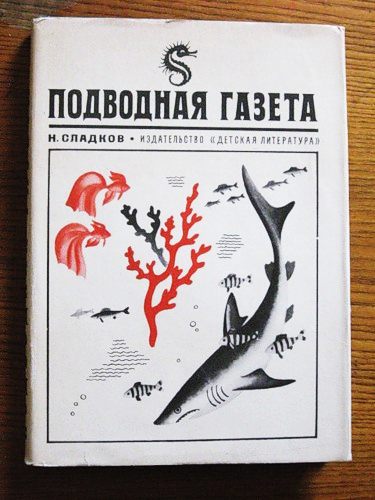 ПОДВОДНАЯ ГАЗЕТА
Н. СЛАДКОВ • ИЗДАТЕЛЬСТВО «ДЕТСКАЯ ЛИТЕРАТУРА»